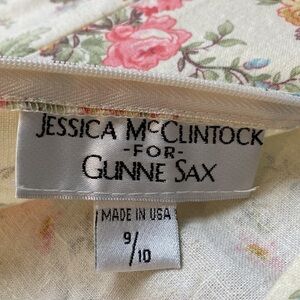 JESSICA McCLINTOCK
-FOR-
GUNNE SAX
MADE IN USA
9/10